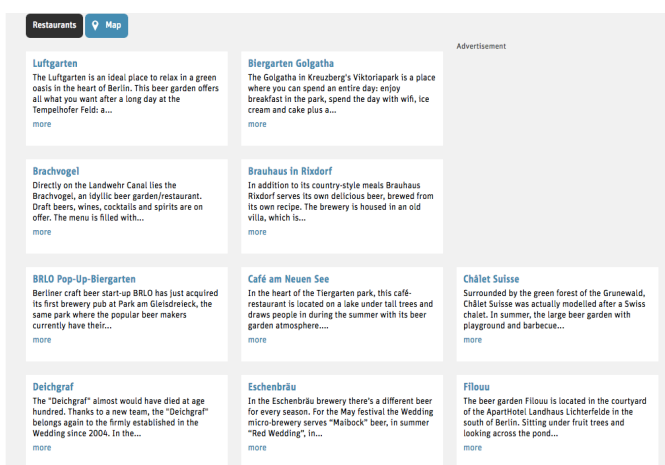 Restaurants
Map
Advertisement
Luftgarten
The Luftgarten is an ideal place to relax in a green
oasis in the heart of Berlin. This beer garden offers
all what you want after a long day at the
Tempelhofer Feld: a...
more
Biergarten Golgatha
The Golgatha in Kreuzberg's Viktoriapark is a place
where you can spend an entire day: enjoy
breakfast in the park, spend the day with wifi, ice
cream and cake plus a...
more
Brachvogel
Directly on the Landwehr Canal lies the
Brachvogel, an idyllic beer garden/restaurant.
Draft beers, wines, cocktails and spirits are on
offer. The menu is filled with...
more
Brauhaus in Rixdorf
In addition to its country-style meals Brauhaus
Rixdorf serves its own delicious beer, brewed from
its own recipe. The brewery is housed in an old
villa, which is...
more
BRLO Pop-Up-Biergarten
Berliner craft beer start-up BRLO has just acquired
its first brewery pub at Park am Gleisdreieck, the
same park where the popular beer makers
currently have their...
more
Café am Neuen See
In the heart of the Tiergarten park, this café-
restaurant is located on a lake under tall trees and
draws people in during the summer with its beer
garden atmosphere....
more
Châlet Suisse
Surrounded by the green forest of the Grunewald,
Châlet Suisse was actually modelled after a Swiss
chalet. In summer, the large beer garden with
playground and barbecue...
more
Deichgraf
The "Deichgraf" almost would have died at age
hundred. Thanks to a new team, the "Deichgraf"
belongs again to the firmly established in the
Wedding since 2004. In the...
more
Eschenbräu
In the Eschenbräu brewery there's a different beer
for every season. For the May festival the Wedding
micro-brewery serves “Maibock” beer, in summer
“Red Wedding”, in...
more
Filouu
The beer garden Filouu is located in the courtyard
of the ApartHotel Landhaus Lichterfelde in the
south of Berlin. Sitting under fruit trees and
looking across the pond...
more